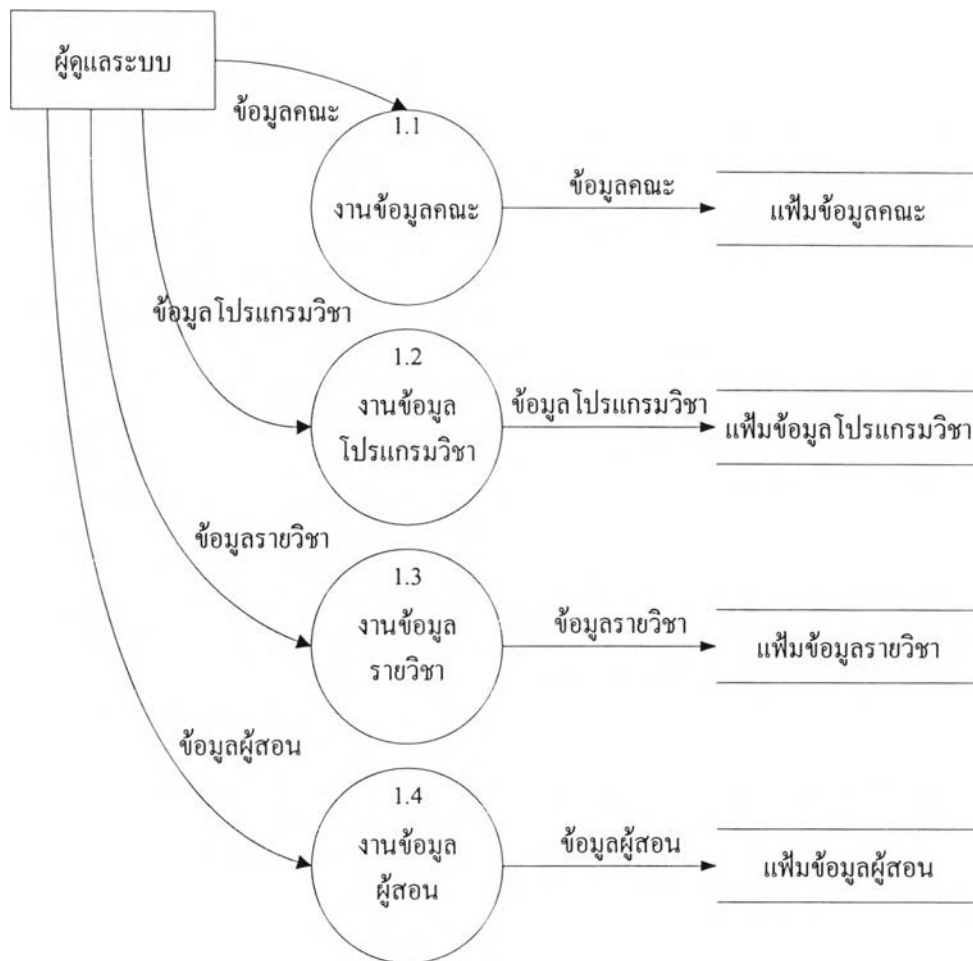 ผู้ดูแลระบบ
ข้อมูลคณะ
1.1
งานข้อมูลคณะ
ข้อมูลคณะ
แฟ้มข้อมูลคณะ
ข้อมูลโปรแกรมวิชา
1.2
งานข้อมูล
โปรแกรมวิชา
ข้อมูลโปรแกรมวิชา
แฟ้มข้อมูลโปรแกรมวิชา
ข้อมูลรายวิชา
1.3
งานข้อมูล
รายวิชา
ข้อมูลรายวิชา
แฟ้มข้อมูลรายวิชา
ข้อมูลผู้สอน
1.4
งานข้อมูล
ผู้สอน
ข้อมูลผู้สอน
แฟ้มข้อมูลผู้สอน